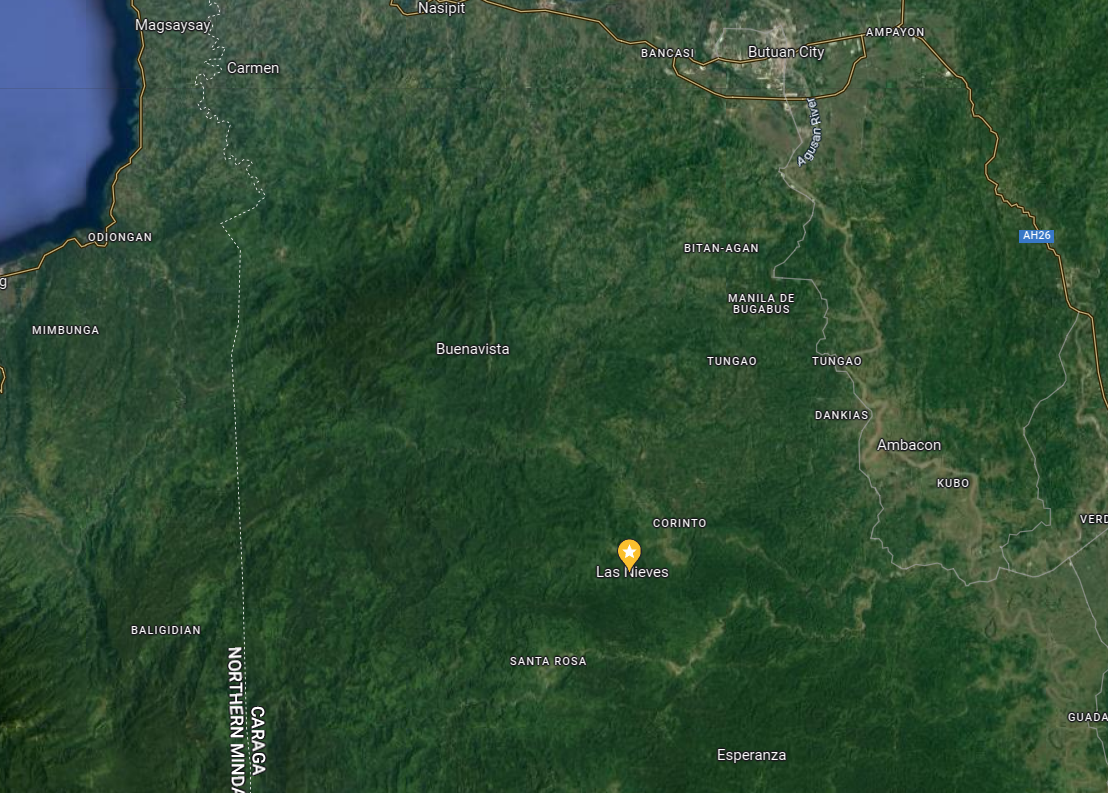 Nasipit
Magsaysay
AMPAYON
BANCASI
Butuan City
Carmen
Agusan River
ODIONGAN
AH26
BITAN-AGAN
g
MANILA DE
BUGABUS
MIMBUNGA
Buenavista
TUNGAO
TUNGAO
DANKIAS
Ambacon
KUBO
CORINTO
VERD
Las Nieves
BALIGIDIAN
SANTA ROSA
NORTHERN MINDA
CARAGA
GUADA
Esperanza